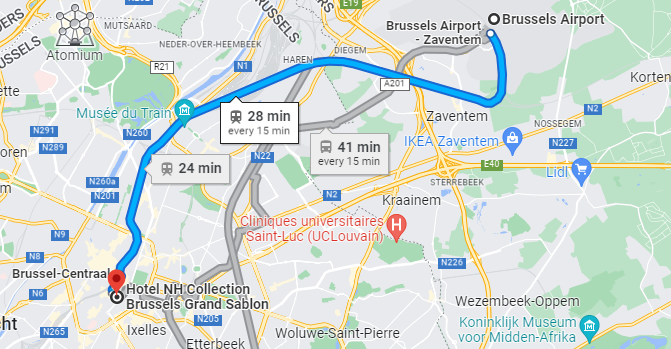 DERS
MUTSAARD
BRUSSELS
Brussels Airport
- Zaventem
Brussels Airport
Atomium
NEDER-OVER-HEEMBEEK
DIEGEM
HAREN
R21
N1
Korten
Musée du Train
28 min
every 15 min
A201
Zaventem
N2
NOSSEGEM
N291
N260
N289
41 min
every 15 min
IKEA Zaventem
N227
N22
24 min
E40
Lidl
N260a
N201
N2
STERREBEEK
Kraainem
Cliniques universitaires
Saint-Luc (UCLouvain)
N9
N8
N226
Brussel-Centraal
N6
Hotel NH Collection
Brussels Grand Sablon
Wezembeek-Oppem
cht
N265
Ixelles
N205
Etterbeek
Woluwe-Saint-Pierre
Koninklijk Museum
voor Midden-Afrika